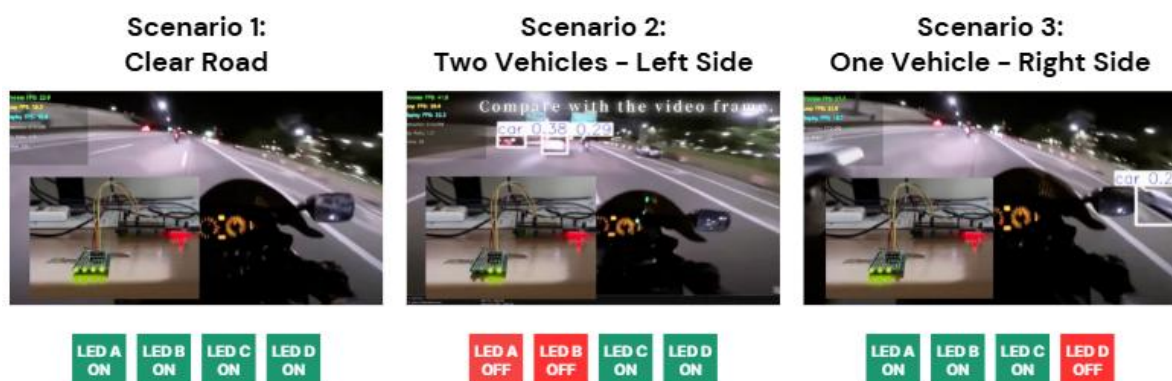 Scenario 1:
Clear Road
Scenario 2:
Two Vehicles - Left Side
Scenario 3:
One Vehicle - Right Side
Compare with the video frame.
car 0.38 0.29
car 0.2
LED A
ON
LED B
ON
LED C
ON
LED D
ON
LED A
OFF
LED B
OFF
LED C
ON
LED D
ON
LED A
ON
LED B
ON
LED C
ON
LED D
OFF